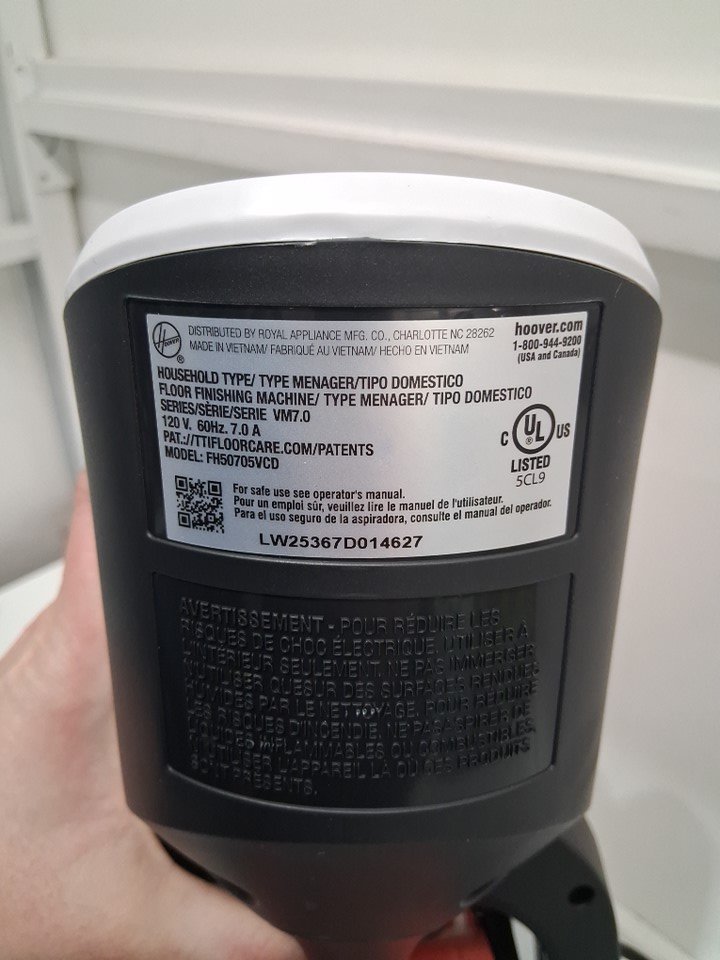 HOOVER
®
DISTRIBUTED BY ROYAL APPLIANCE MFG. CO., CHARLOTTE NC 28262
MADE IN VIETNAM/ FABRIQUÉ AU VIETNAM/ HECHO EN VIETNAM
hoover.com
1-800-944-9200
(USA and Canada)
HOUSEHOLD TYPE/ TYPE MENAGER/TIPO DOMESTICO
FLOOR FINISHING MACHINE/ TYPE MENAGER/ TIPO DOMESTICO
SERIES/SÈRIE/SERIE VM7.0
120 V. 60Hz. 7.0 A
PAT.://TTIFLOORCARE.COM/PATENTS
MODEL: FH50705VCD
C UL ® US
LISTED
5CL9
For safe use see operator's manual.
Pour un emploi sûr, veuillez lire le manuel de l'utilisateur.
Para el uso seguro de la aspiradora, consulte el manual del operador.
LW25367D014627
AVERTISSEMENT - POUR RÉDUIRE LES
RISQUES DE CHOC ÉLECTRIQUE, UTILISER À
L'INTÉRIEUR SEULEMENT. NE PAS IMMERGER.
N'UTILISER QUE SUR DES SURFACES RENDUES
HUMIDES PAR LE NETTOYAGE. POUR RÉDUIRE
LES RISQUES D'INCENDIE, NE PAS ASPIRER DE
LIQUIDES INFLAMMABLES OU COMBUSTIBLES.
N'UTILISER L'APPAREIL LÀ OÙ CES PRODUITS
SONT PRÉSENTS.